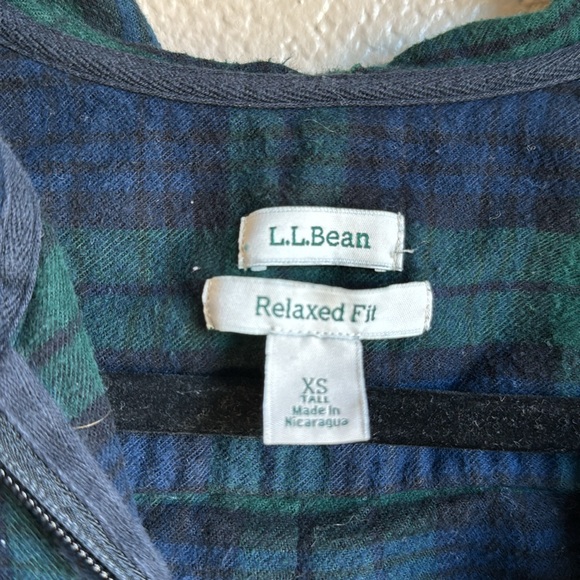 L.L.Bean
Relaxed Fit
XS
TALL
Made In
Nicaragua